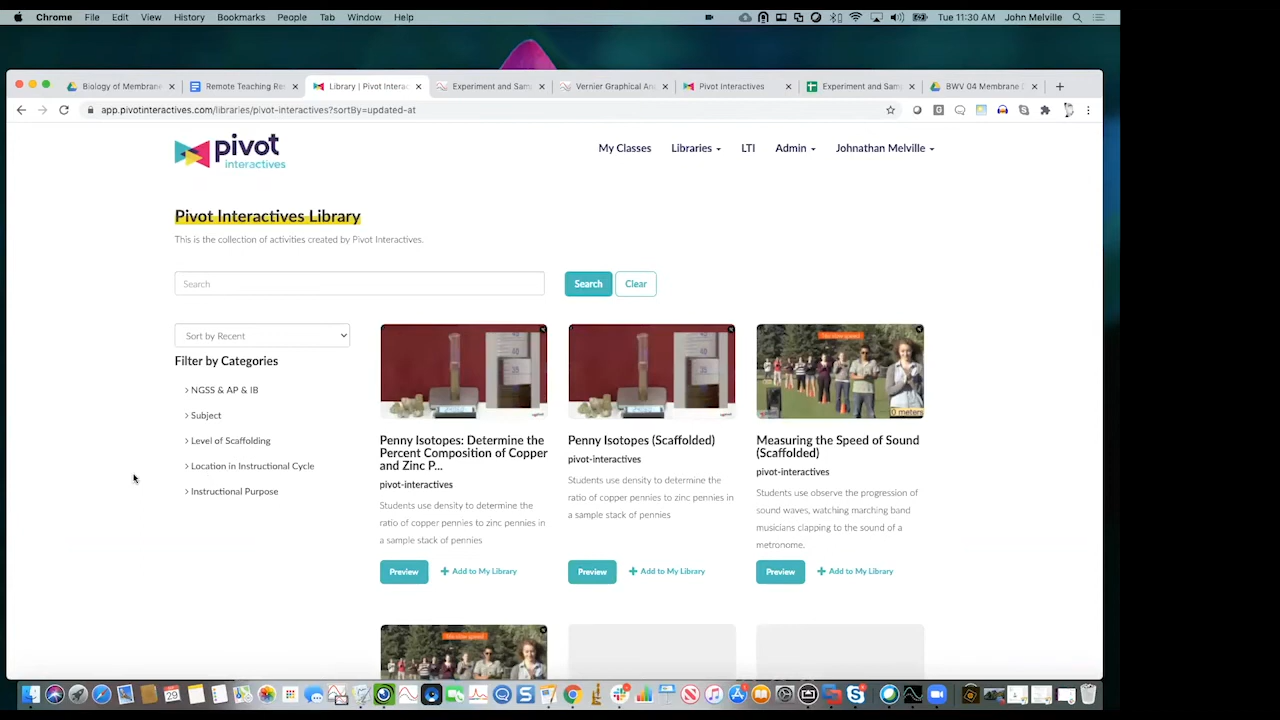 Chrome File Edit View History Bookmarks People Tab Window Help Tue 11:30 AM John Melville
Biology of Membrane Remote Teaching Re Library | Pivot Interac Experiment and Sam Vernier Graphical An Pivot Interactives Experiment and Sam BWV 04 Membrane
app.pivotinteractives.com/libraries/pivot-interactives?sortBy=updated-at
pivot
interactives
My Classes Libraries LTI Admin Johnathan Melville
Pivot Interactives Library
This is the collection of activities created by Pivot Interactives.
Search Search Clear
Sort by Recent
Filter by Categories
NGSS & AP & IB
Subject
Level of Scaffolding
Location in Instructional Cycle
Instructional Purpose
Penny Isotopes: Determine the
Percent Composition of Copper
and Zinc P...
pivot-interactives
Students use density to determine the
ratio of copper pennies to zinc pennies in
a sample stack of pennies
Preview + Add to My Library
Penny Isotopes (Scaffolded)
pivot-interactives
Students use density to determine the
ratio of copper pennies to zinc pennies in
a sample stack of pennies
Preview + Add to My Library
0 meters
Measuring the Speed of Sound
(Scaffolded)
pivot-interactives
Students use observe the progression of
sound waves, watching marching band
musicians clapping to the sound of a
metronome.
Preview + Add to My Library